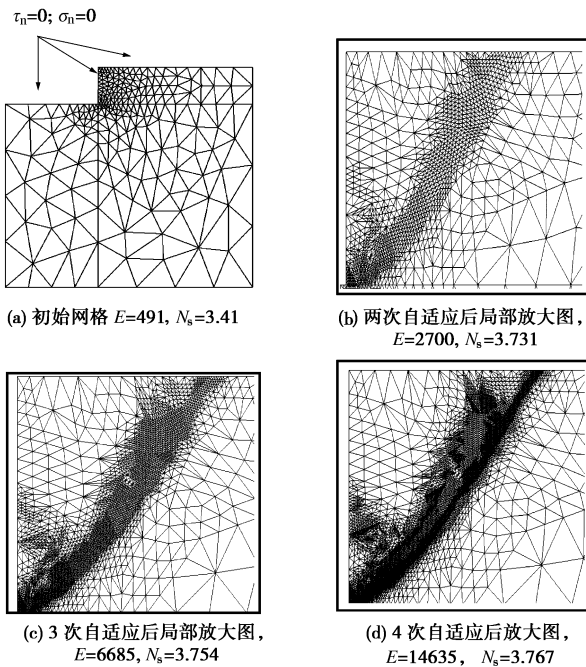 τn=0; σn=0
(a) 初始网格 E=491, Ns=3.41
(b) 两次自适应后局部放大图，
E=2700, Ns=3.731
(c) 3 次自适应后局部放大图，
E=6685, Ns=3.754
(d) 4 次自适应后局部放大图，
E=14635， Ns=3.767